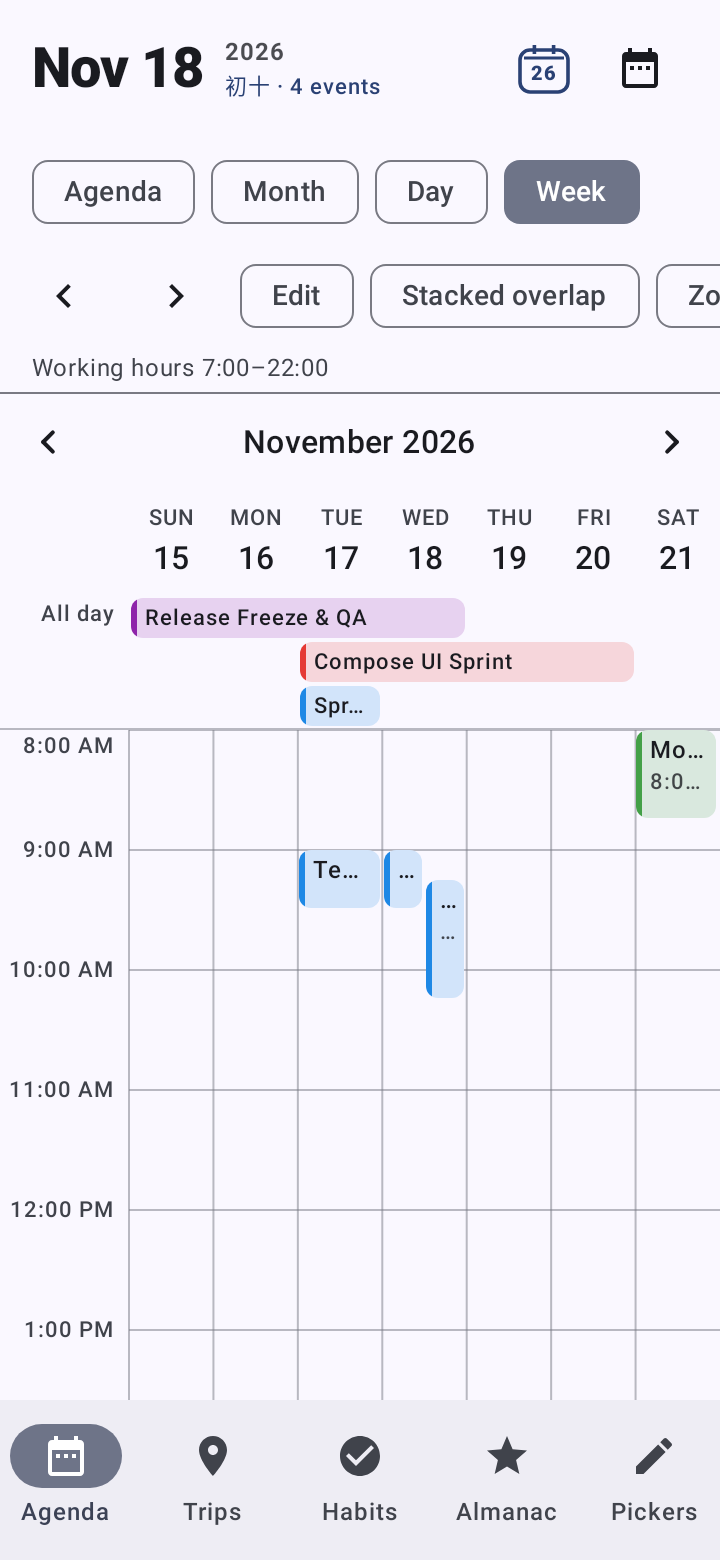 Nov 18
2026
初十 · 4 events
26
Agenda
Month
Day
Week
Edit
Stacked overlap
Zo
Working hours 7:00–22:00
November 2026
SUN MON TUE WED THU FRI SAT
15 16 17 18 19 20 21
All day
Release Freeze & QA
Compose UI Sprint
Spr…
8:00 AM
Mo…
8:0…
9:00 AM
Te…
…
…
…
10:00 AM
11:00 AM
12:00 PM
1:00 PM
Agenda
Trips
Habits
Almanac
Pickers